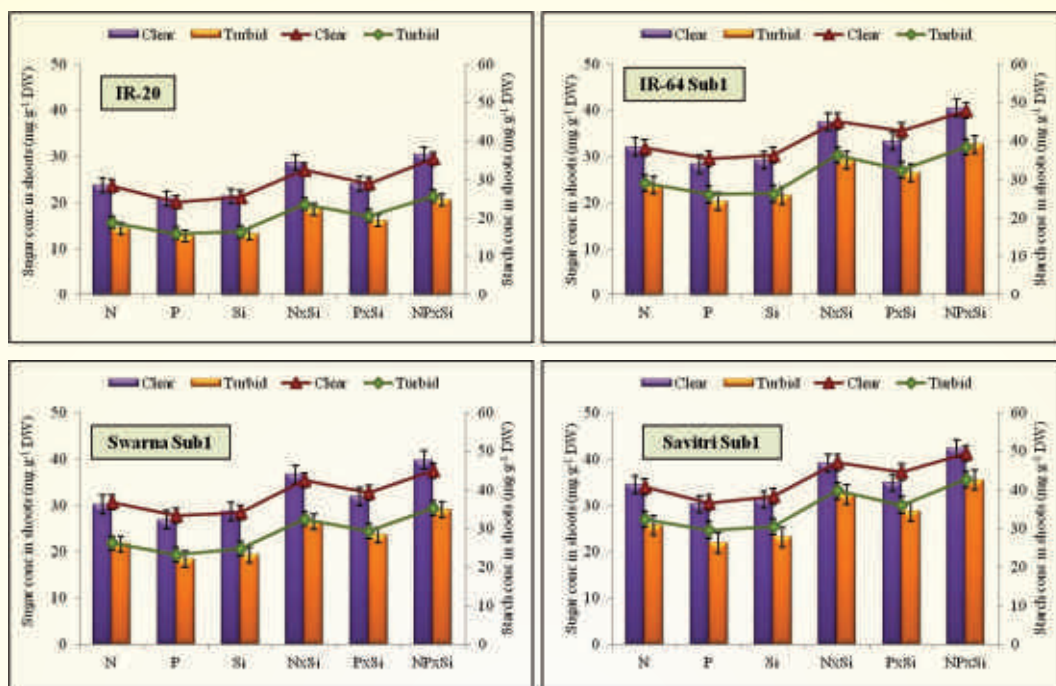 Clear Turbid Clear Turbid
IR-20
Sugar conc in shoots (mg g-1 DW)
50
40
30
20
10
0
Starch conc in shoots (mg g-1 DW)
60
50
40
30
20
10
0
N P Si NxSi PxSi NPxSi
Clear Turbid Clear Turbid
IR-64 Sub1
Sugar conc in shoots (mg g-1 DW)
50
40
30
20
10
0
Starch conc in shoots (mg g-1 DW)
60
50
40
30
20
10
0
N P Si NxSi PxSi NPxSi
Clear Turbid Clear Turbid
Swarna Sub1
Sugar conc in shoots (mg g-1 DW)
50
40
30
20
10
0
Starch conc in shoots (mg g-1 DW)
60
50
40
30
20
10
0
N P Si NxSi PxSi NPxSi
Clear Turbid Clear Turbid
Savitri Sub1
Sugar conc in shoots (mg g-1 DW)
50
40
30
20
10
0
Starch conc in shoots (mg g-1 DW)
60
50
40
30
20
10
0
N P Si NxSi PxSi NPxSi